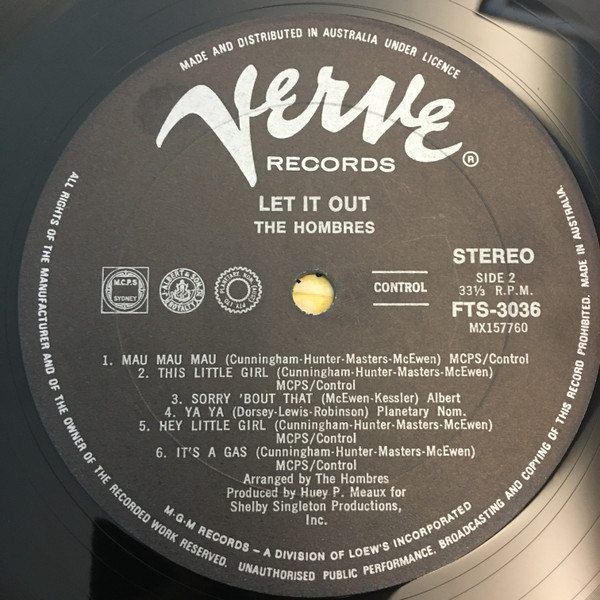 MADE AND DISTRIBUTED IN AUSTRALIA UNDER LICENCE
Verve
RECORDS ®
LET IT OUT
THE HOMBRES
STEREO
SIDE 2
33⅓ R.P.M.
FTS-3036
MX157760
M.C.P.S
SYDNEY
J. ALBERT & SON
CONTROL
1. MAU MAU MAU (Cunningham-Hunter-Masters-McEwen) MCPS/Control
2. THIS LITTLE GIRL (Cunningham-Hunter-Masters-McEwen)
MCPS/Control
3. SORRY 'BOUT THAT (McEwen-Kessler) Albert
4. YA YA (Dorsey-Lewis-Robinson) Planetary Nom.
5. HEY LITTLE GIRL (Cunningham-Hunter-Masters-McEwen)
MCPS/Control
6. IT'S A GAS (Cunningham-Hunter-Masters-McEwen)
MCPS/Control
Arranged by The Hombres
Produced by Huey P. Meaux for
Shelby Singleton Productions,
Inc.
M-G-M RECORDS – A DIVISION OF LOEW'S INCORPORATED
ALL RIGHTS OF THE MANUFACTURER AND OF THE OWNER OF THE RECORDED WORK RESERVED. UNAUTHORISED PUBLIC PERFORMANCE, BROADCASTING AND COPYING OF THIS RECORD PROHIBITED. MADE IN AUSTRALIA.